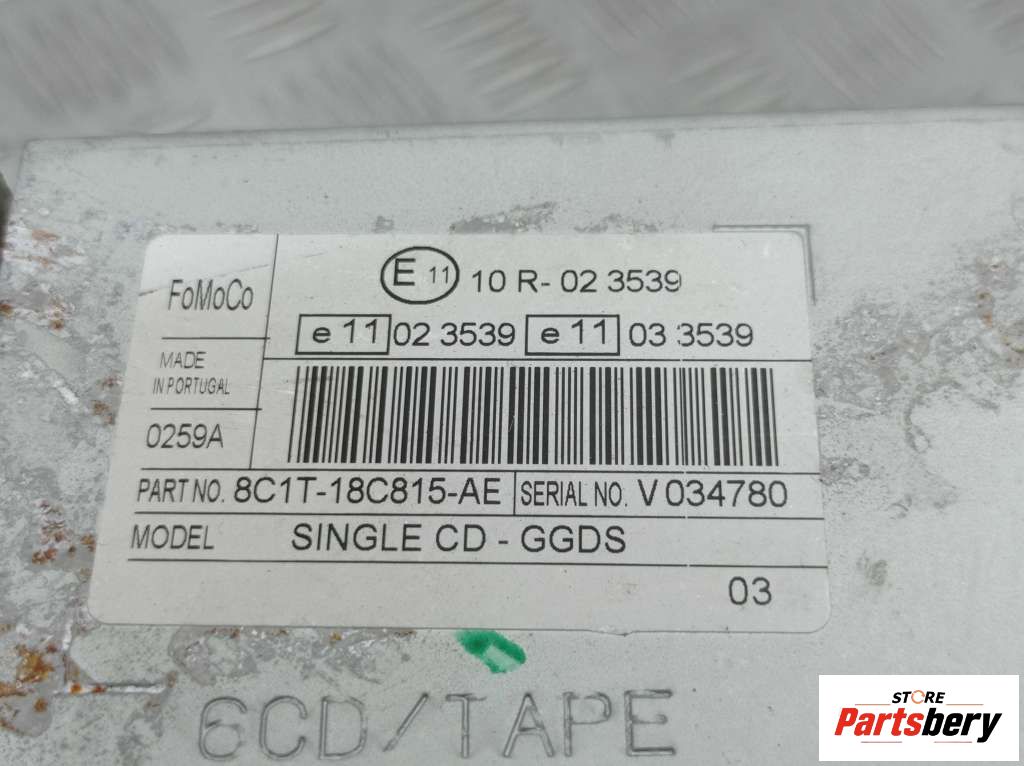 FoMoCo
E 11 10 R- 02 3539
e 11 02 3539 e 11 03 3539
MADE
IN PORTUGAL
0259A
PART NO. 8C1T-18C815-AE SERIAL NO. V 034780
MODEL SINGLE CD - GGDS
03
6CD/TAPE
STORE
Partsbery